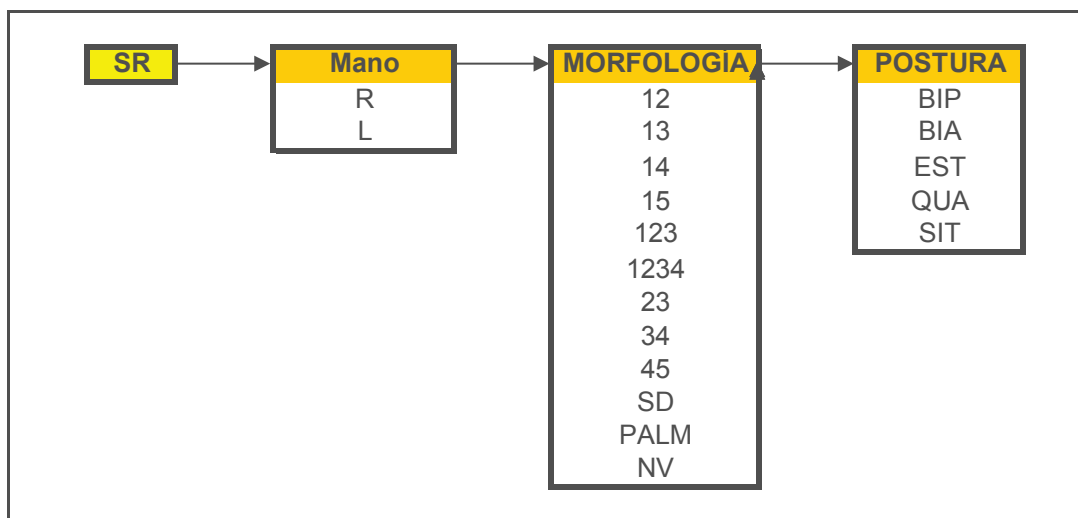 SR
Mano
R
L
MORFOLOGÍA
12
13
14
15
123
1234
23
34
45
SD
PALM
NV
POSTURA
BIP
BIA
EST
QUA
SIT